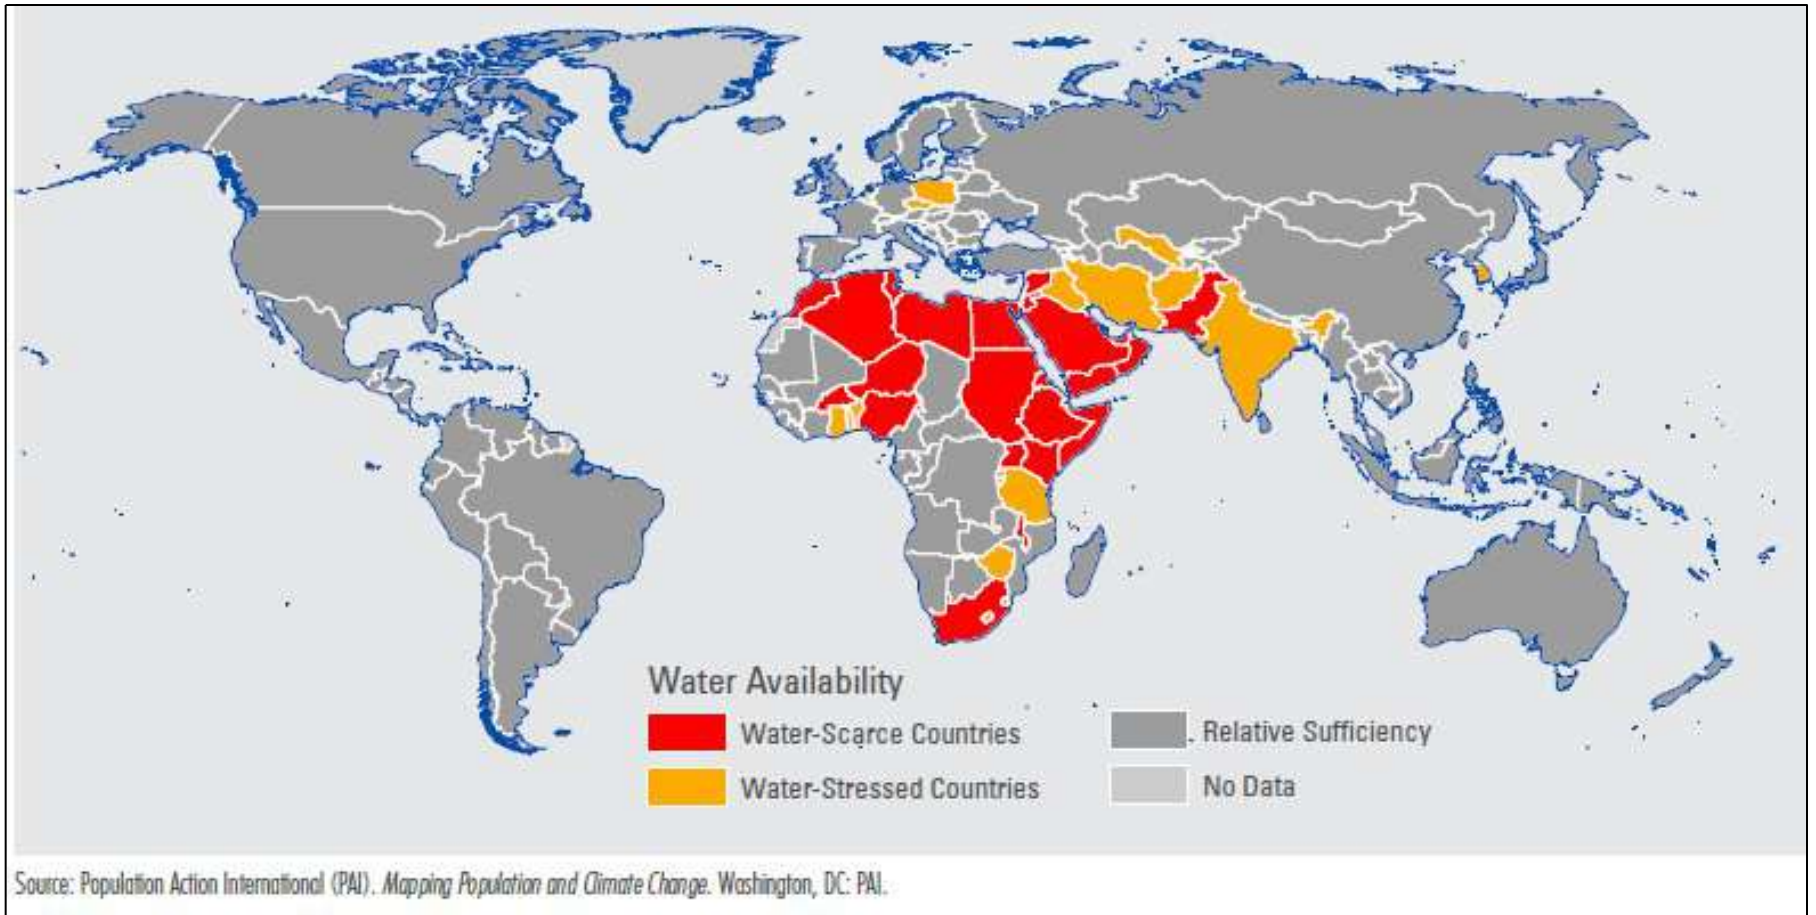 Water Availability
Water-Scarce Countries
Water-Stressed Countries
Relative Sufficiency
No Data
Source: Population Action International (PAI). Mapping Population and Climate Change. Washington, DC: PAI.